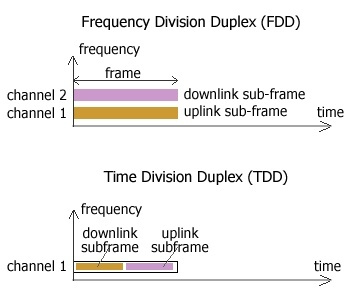 Frequency Division Duplex (FDD)
frequency
frame
channel 2
downlink sub-frame
channel 1
uplink sub-frame
time
Time Division Duplex (TDD)
frequency
downlink
subframe
uplink
subframe
channel 1
time